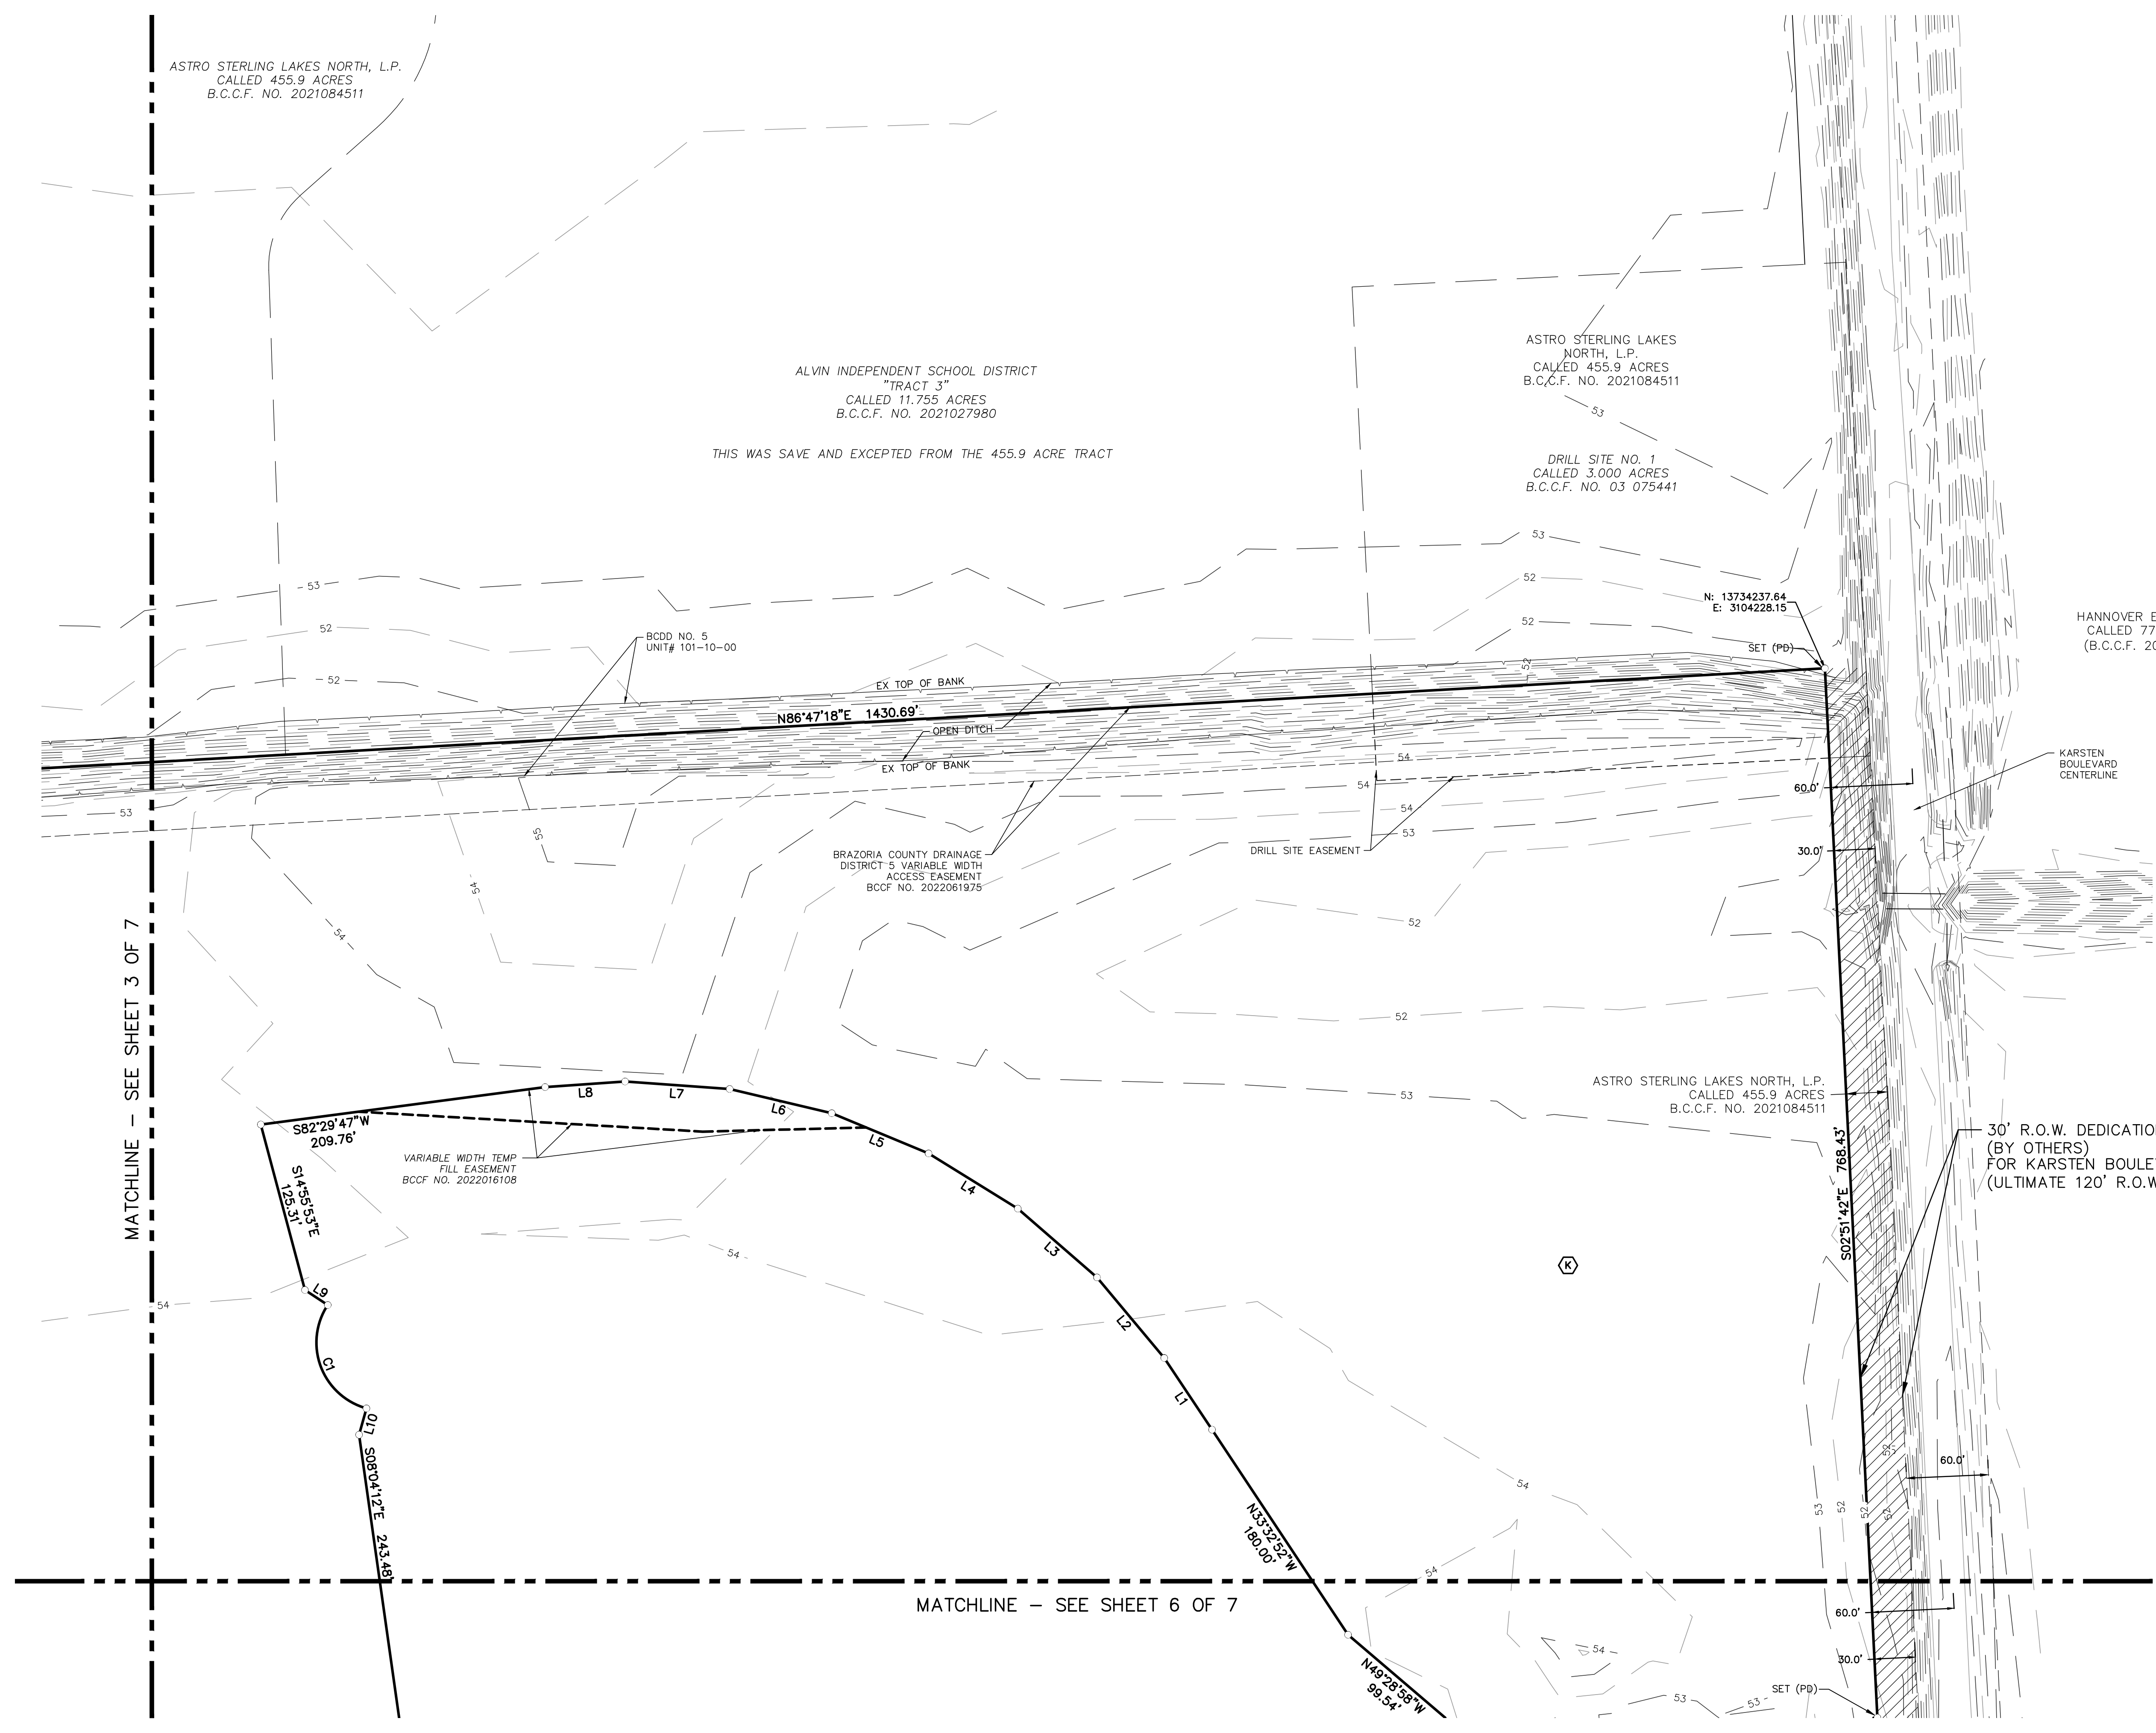 ASTRO STERLING LAKES NORTH, L.P.
CALLED 455.9 ACRES
B.C.C.F. NO. 2021084511
ALVIN INDEPENDENT SCHOOL DISTRICT
"TRACT 3"
CALLED 11.755 ACRES
B.C.C.F. NO. 2021027980
THIS WAS SAVE AND EXCEPTED FROM THE 455.9 ACRE TRACT
ASTRO STERLING LAKES
NORTH, L.P.
CALLED 455.9 ACRES
B.C.C.F. NO. 2021084511
53
DRILL SITE NO. 1
CALLED 3.000 ACRES
B.C.C.F. NO. 03 075441
53
53
52
52
52
52
52
N: 13734237.64
E: 3104228.15
SET (PD)
HANNOVER E
CALLED 77
(B.C.C.F. 20
BCDD NO. 5
UNIT# 101-10-00
EX TOP OF BANK
N86°47'18"E 1430.69'
OPEN DITCH
EX TOP OF BANK
54
54
54
53
53
55
54
54
KARSTEN
BOULEVARD
CENTERLINE
60.0'
30.0'
BRAZORIA COUNTY DRAINAGE
DISTRICT 5 VARIABLE WIDTH
ACCESS EASEMENT
BCCF NO. 2022061975
DRILL SITE EASEMENT
52
52
53
MATCHLINE - SEE SHEET 3 OF 7
ASTRO STERLING LAKES NORTH, L.P.
CALLED 455.9 ACRES
B.C.C.F. NO. 2021084511
30' R.O.W. DEDICATIO
(BY OTHERS)
FOR KARSTEN BOULE
(ULTIMATE 120' R.O.W
S02°51'42"E 768.43'
L8
L7
L6
L5
L4
L3
L2
L1
S82°29'47"W
209.76'
VARIABLE WIDTH TEMP
FILL EASEMENT
BCCF NO. 2022016108
S14°55'53"E
125.31'
L9
C1
L10
S08°04'12"E 243.48'
54
54
K
54
54
N33°32'52"W
180.00'
52
53
52
52
52
60.0'
MATCHLINE - SEE SHEET 6 OF 7
60.0'
30.0'
54
N49°28'58"W
99.54'
53
53
SET (PD)